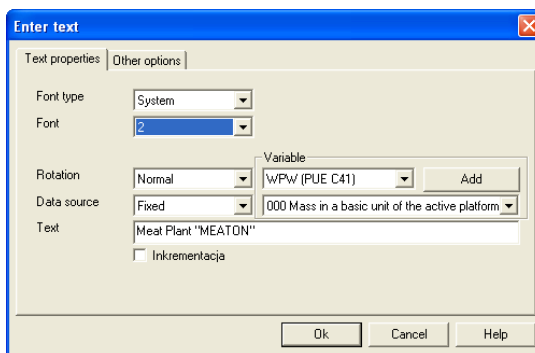 Enter text
Text properties Other options
Font type System
Font 2
Variable
Rotation Normal WPW (PUE C41) Add
Data source Fixed 000 Mass in a basic unit of the active platform
Text Meat Plant "MEATON"
Inkrementacja
Ok Cancel Help